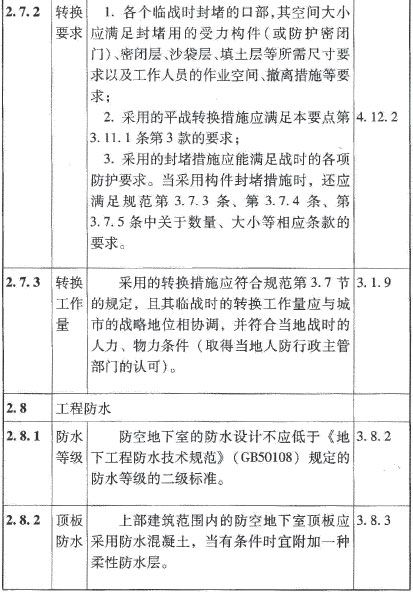 2.7.2 转换 1. 各个临战时封堵的口部,其空间大小
要求 应满足封堵用的受力构件(或防护密闭
门)、密闭层、沙袋层、填土层等所需尺寸要
求以及工作人员的作业空间、撤离措施等要
求;
2. 采用的平战转换措施应满足本要点第 4.12.2
3.11.1 条第 3 款的要求;
3. 采用的封堵措施应能满足战时的各项
防护要求。当采用构件封堵措施时，还应
满足规范第 3.7.3 条、第 3.7.4 条、第
3.7.5 条中关于数量、大小等相应条款的
要求。
2.7.3 转换 采用的转换措施应符合规范第 3.7 节 3.1.9
工作 的规定，且其临战时的转换工作量应与城
量 市的战略地位相协调，并符合当地战时的
人力、物力条件（取得当地人防行政主管
部门的认可）。
2.8 工程防水
2.8.1 防水 防空地下室的防水设计不应低于《地 3.8.2
等级 下工程防水技术规范》（GB50108）规定的
防水等级的二级标准。
2.8.2 顶板 上部建筑范围内的防空地下室顶板应 3.8.3
防水 采用防水混凝土，当有条件时宜附加一种
柔性防水层。